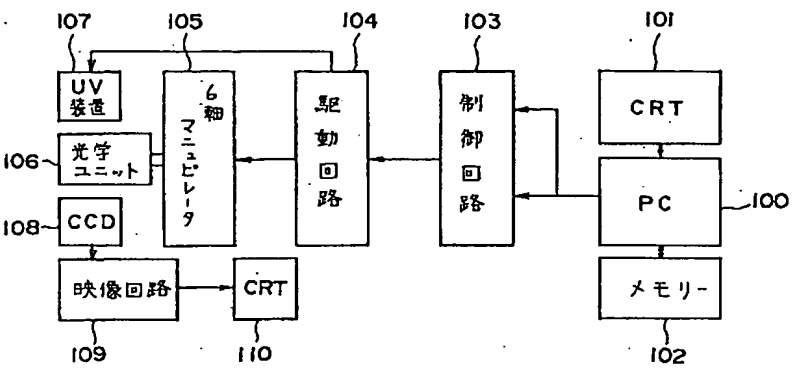 107
105
104
103
101
UV
装置
6軸
マニュピレータ
駆動回路
制御回路
CRT
106
光学
ユニット
PC
100
108
CCD
映像回路
CRT
メモリー
109
110
102